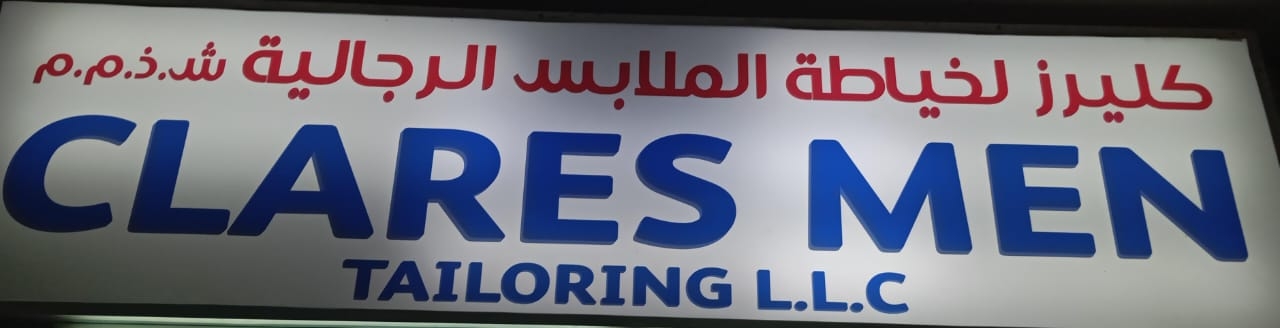 كليرز لخياطة الملابس الرجالية ش.ذ.م.م
CLARES MEN
TAILORING L.L.C